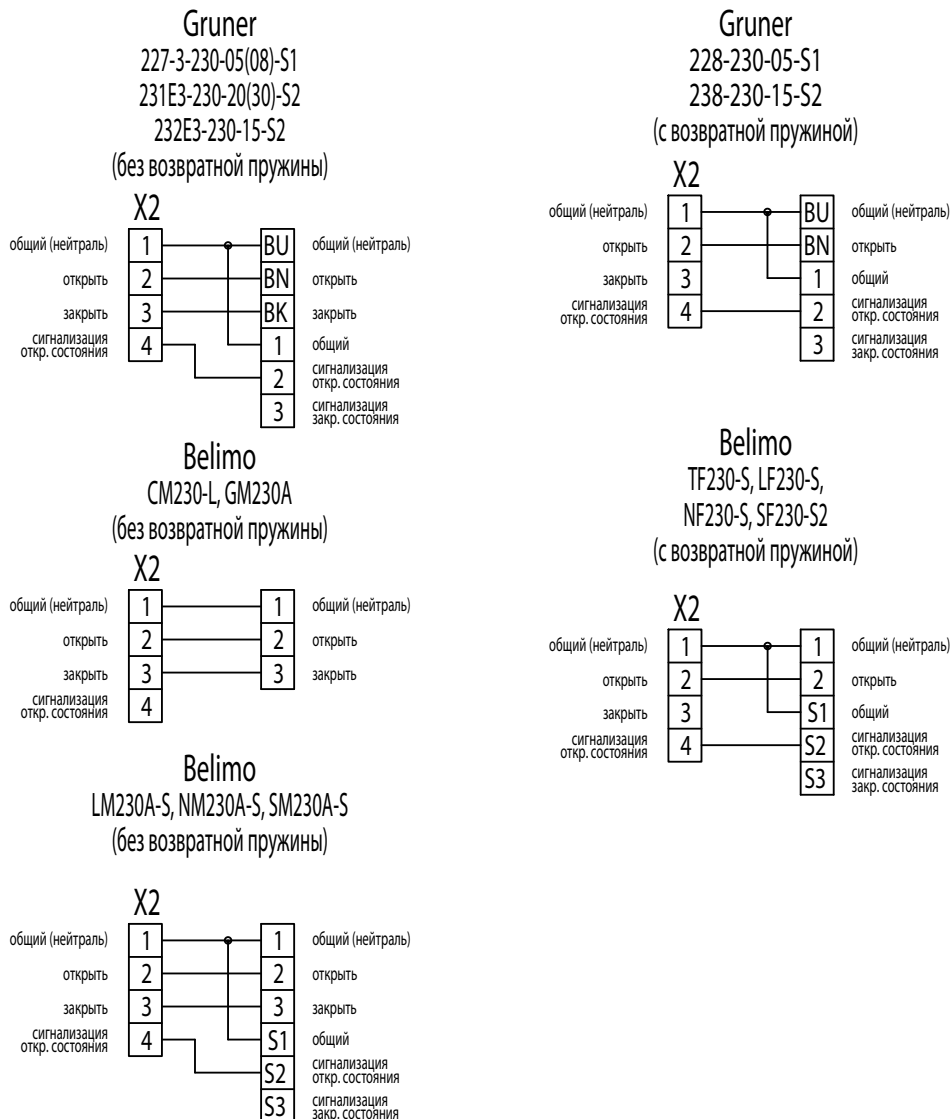 Gruner
227-3-230-05(08)-S1
231E3-230-20(30)-S2
232E3-230-15-S2
(без возвратной пружины)
X2
общий (нейтраль) 1 BU общий (нейтраль)
открыть 2 BN открыть
закрыть 3 BK закрыть
сигнализация
откр. состояния 4 1 общий
2 сигнализация
откр. состояния
3 сигнализация
закр. состояния
Belimo
CM230-L, GM230A
(без возвратной пружины)
X2
общий (нейтраль) 1 1 общий (нейтраль)
открыть 2 2 открыть
закрыть 3 3 закрыть
сигнализация
откр. состояния 4
Belimo
LM230A-S, NM230A-S, SM230A-S
(без возвратной пружины)
X2
общий (нейтраль) 1 1 общий (нейтраль)
открыть 2 2 открыть
закрыть 3 3 закрыть
сигнализация
откр. состояния 4 S1 общий
S2 сигнализация
откр. состояния
S3 сигнализация
закр. состояния
Gruner
228-230-05-S1
238-230-15-S2
(с возвратной пружиной)
X2
общий (нейтраль) 1 BU общий (нейтраль)
открыть 2 BN открыть
закрыть 3 1 общий
сигнализация
откр. состояния 4 2 сигнализация
откр. состояния
3 сигнализация
закр. состояния
Belimo
TF230-S, LF230-S,
NF230-S, SF230-S2
(с возвратной пружиной)
X2
общий (нейтраль) 1 1 общий (нейтраль)
открыть 2 2 открыть
закрыть 3 S1 общий
сигнализация
откр. состояния 4 S2 сигнализация
откр. состояния
S3 сигнализация
закр. состояния